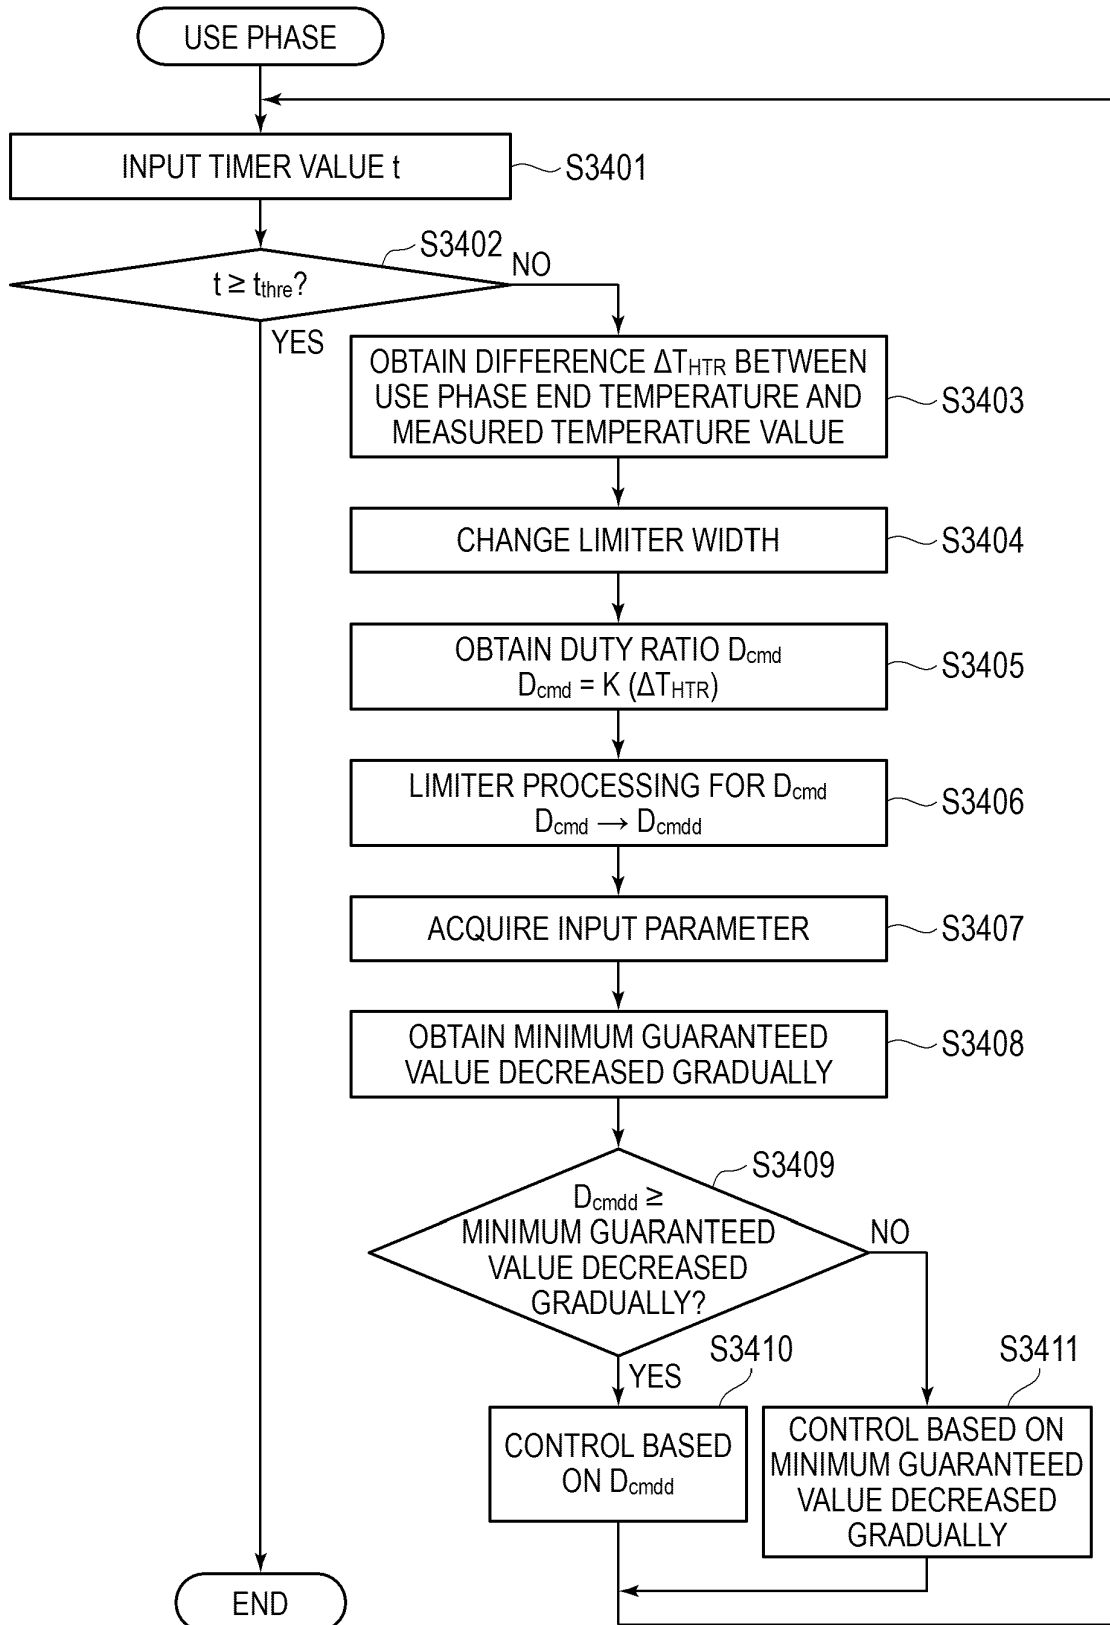 USE PHASE
INPUT TIMER VALUE t
S3401
S3402
t ≥ tthre?
NO
YES
OBTAIN DIFFERENCE ΔTHTR BETWEEN
USE PHASE END TEMPERATURE AND
MEASURED TEMPERATURE VALUE
S3403
CHANGE LIMITER WIDTH
S3404
OBTAIN DUTY RATIO Dcmd
Dcmd = K (ΔTHTR)
S3405
LIMITER PROCESSING FOR Dcmd
Dcmd → Dcmdd
S3406
ACQUIRE INPUT PARAMETER
S3407
OBTAIN MINIMUM GUARANTEED
VALUE DECREASED GRADUALLY
S3408
S3409
Dcmdd ≥
MINIMUM GUARANTEED
VALUE DECREASED
GRADUALLY?
NO
YES
S3410
CONTROL BASED
ON Dcmdd
S3411
CONTROL BASED ON
MINIMUM GUARANTEED
VALUE DECREASED
GRADUALLY
END